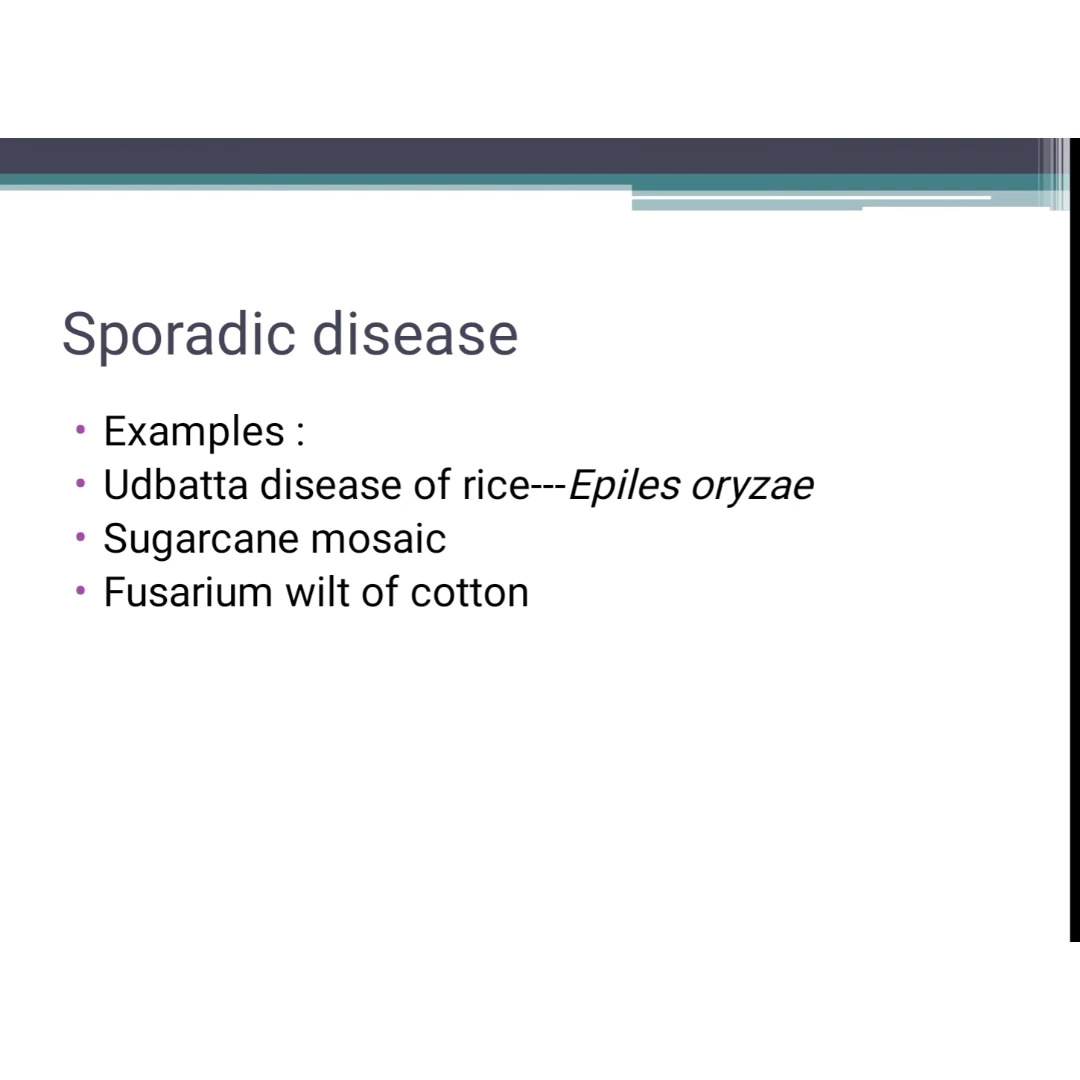 Sporadic disease
• Examples :
• Udbatta disease of rice---Epiles oryzae
• Sugarcane mosaic
• Fusarium wilt of cotton